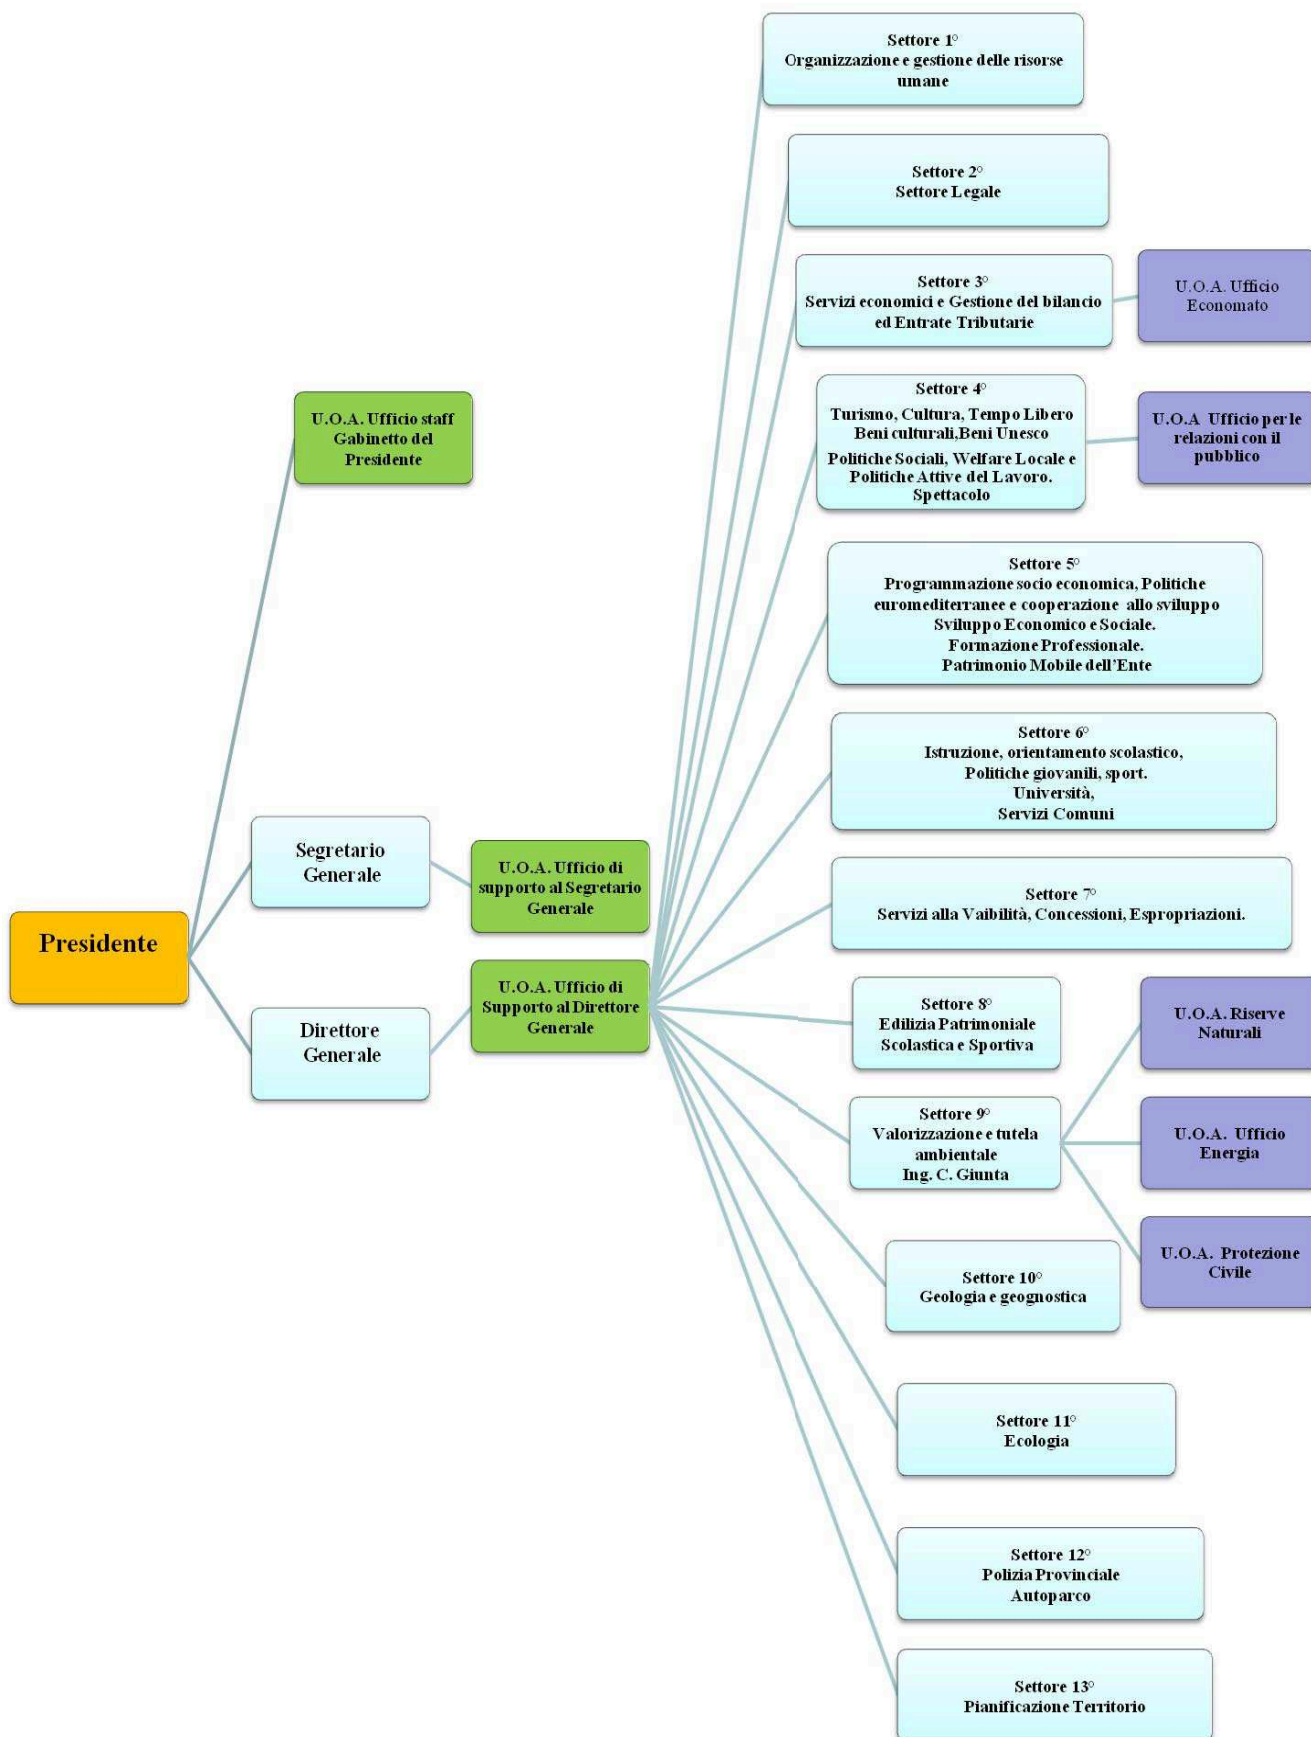 Settore 1°
Organizzazione e gestione delle risorse
umane
Settore 2°
Settore Legale
Settore 3°
Servizi economici e Gestione del bilancio
ed Entrate Tributarie
U.O.A. Ufficio
Economato
Settore 4°
Turismo, Cultura, Tempo Libero
Beni culturali,Beni Unesco
Politiche Sociali, Welfare Locale e
Politiche Attive del Lavoro.
Spettacolo
U.O.A Ufficio per le
relazioni con il
pubblico
U.O.A. Ufficio staff
Gabinetto del
Presidente
Settore 5°
Programmazione socio economica, Politiche
euromediterranee e cooperazione allo sviluppo
Sviluppo Economico e Sociale.
Formazione Professionale.
Patrimonio Mobile dell'Ente
Settore 6°
Istruzione, orientamento scolastico,
Politiche giovanili, sport.
Università,
Servizi Comuni
Segretario
Generale
U.O.A. Ufficio di
supporto al Segretario
Generale
Settore 7°
Servizi alla Vaibilità, Concessioni, Espropriazioni.
Presidente
Direttore
Generale
U.O.A. Ufficio di
Supporto al Direttore
Generale
Settore 8°
Edilizia Patrimoniale
Scolastica e Sportiva
U.O.A. Riserve
Naturali
Settore 9°
Valorizzazione e tutela
ambientale
Ing. C. Giunta
U.O.A. Ufficio
Energia
U.O.A. Protezione
Civile
Settore 10°
Geologia e geognostica
Settore 11°
Ecologia
Settore 12°
Polizia Provinciale
Autoparco
Settore 13°
Pianificazione Territorio